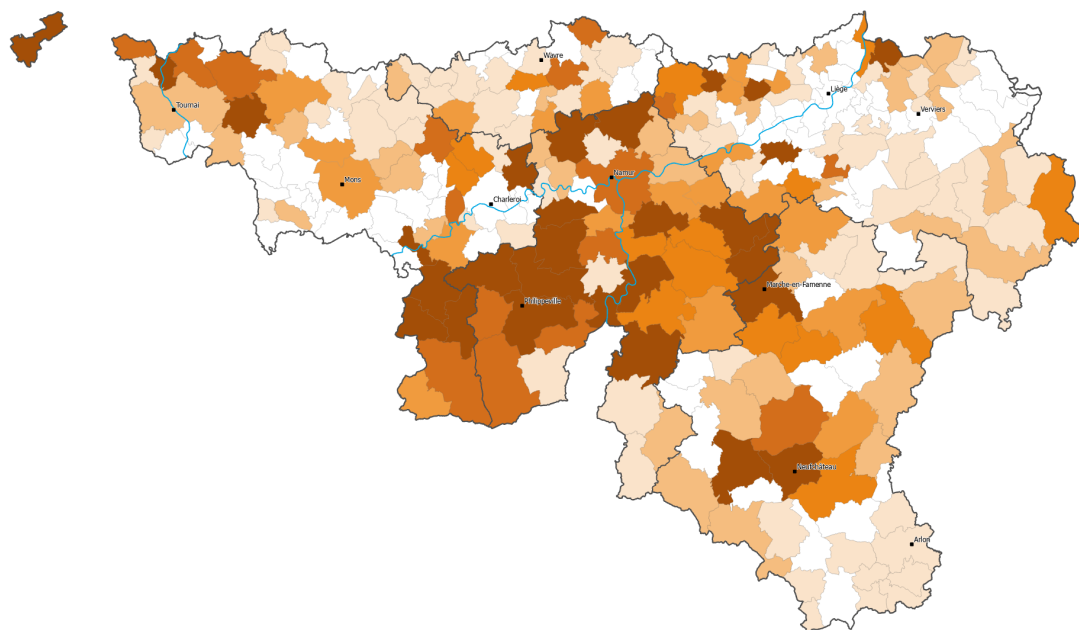 Wavre
Liège
Tournai
Verviers
Namur
Mons
Charleroi
Marche-en-Famenne
Philippeville
Neufchâteau
Arlon